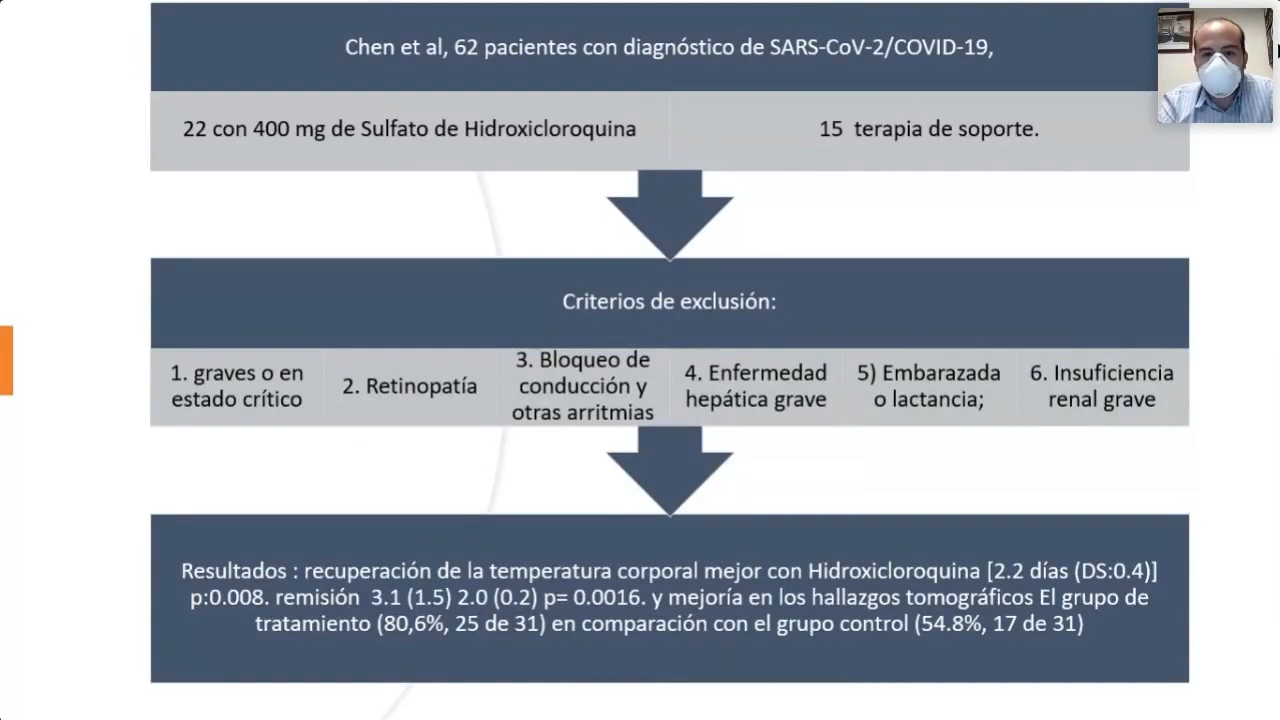 Chen et al, 62 pacientes con diagnóstico de SARS-CoV-2/COVID-19,
22 con 400 mg de Sulfato de Hidroxicloroquina
15 terapia de soporte.
Criterios de exclusión:
1. graves o en
estado crítico
2. Retinopatía
3. Bloqueo de
conducción y
otras arritmias
4. Enfermedad
hepática grave
5) Embarazada
o lactancia;
6. Insuficiencia
renal grave
Resultados : recuperación de la temperatura corporal mejor con Hidroxicloroquina [2.2 días (DS:0.4)]
p:0.008. remisión 3.1 (1.5) 2.0 (0.2) p= 0.0016. y mejoría en los hallazgos tomográficos El grupo de
tratamiento (80,6%, 25 de 31) en comparación con el grupo control (54.8%, 17 de 31)